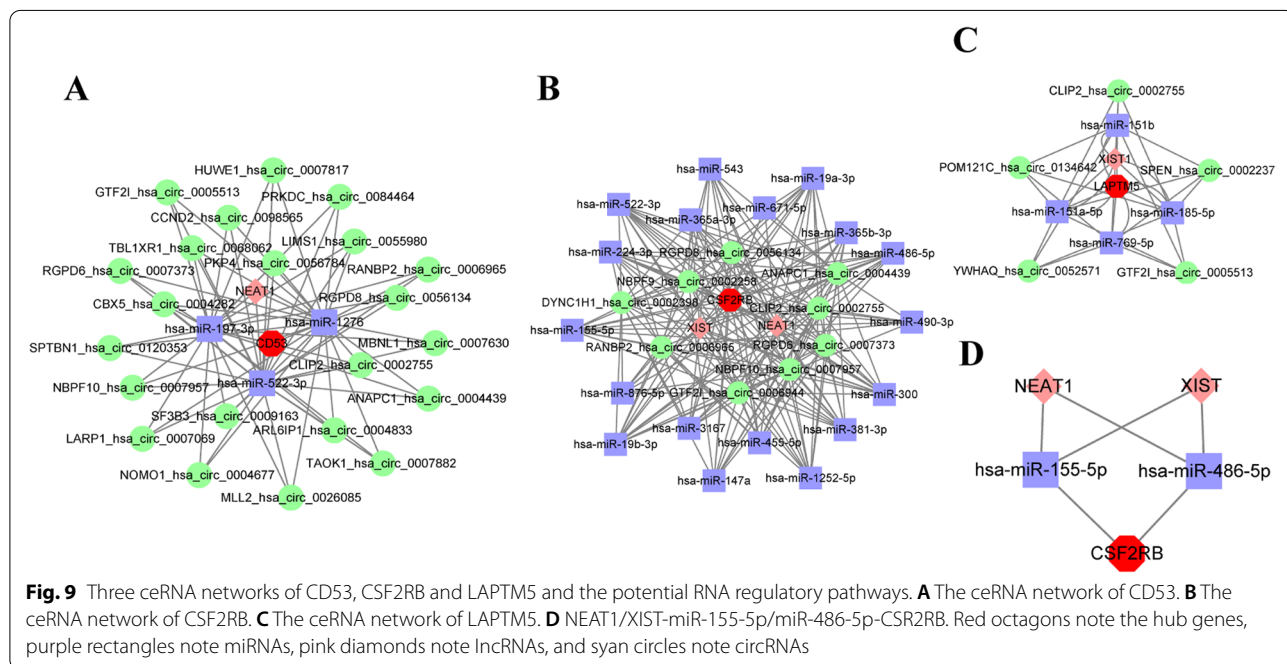 A
HUWE1_hsa_circ_0007817
GTF2I_hsa_circ_0005513
PRKDC_hsa_circ_0084464
CCND2_hsa_circ_0098565
TBL1XR1_hsa_circ_0068062
LIMS1_hsa_circ_0055980
PKP4_hsa_circ_0056784
RGPD6_hsa_circ_0007373
RANBP2_hsa_circ_0006965
NEAT1
RGPD8_hsa_circ_0056134
CBX5_hsa_circ_0004282
hsa-miR-197-3p
hsa-miR-1276
SPTBN1_hsa_circ_0120353
CD53
MBNL1_hsa_circ_0007630
CLIP2_hsa_circ_0002755
NBPF10_hsa_circ_0007957
hsa-miR-522-3p
ANAPC1_hsa_circ_0004439
SF3B3_hsa_circ_0009163
LARP1_hsa_circ_0007069
ARL6IP1_hsa_circ_0004833
NOMO1_hsa_circ_0004677
TAOK1_hsa_circ_0007882
MLL2_hsa_circ_0026085
B
hsa-miR-543
hsa-miR-19a-3p
hsa-miR-522-3p
hsa-miR-671-5p
hsa-miR-365a-3p
hsa-miR-365b-3p
hsa-miR-224-3p
RGPD8_hsa_circ_0056134
hsa-miR-486-5p
ANAPC1_hsa_circ_0004439
NBPF9_hsa_circ_0002258
DYNC1H1_hsa_circ_0002398
CSF2RB
CLIP2_hsa_circ_0002755
hsa-miR-155-5p
XIST
NEAT1
hsa-miR-490-3p
RANBP2_hsa_circ_0006965
RGPD6_hsa_circ_0007373
NBPF10_hsa_circ_0007957
hsa-miR-876-5p
GTF2I_hsa_circ_0006944
hsa-miR-300
hsa-miR-3167
hsa-miR-381-3p
hsa-miR-19b-3p
hsa-miR-455-5p
hsa-miR-147a
hsa-miR-1252-5p
C
CLIP2_hsa_circ_0002755
hsa-miR-151b
POM121C_hsa_circ_0134642
XIST1
SPEN_hsa_circ_0002237
LAPTM5
hsa-miR-151a-5p
hsa-miR-185-5p
hsa-miR-769-5p
YWHAQ_hsa_circ_0052571
GTF2I_hsa_circ_0005513
D
NEAT1
XIST
hsa-miR-155-5p
hsa-miR-486-5p
CSF2RB
Fig. 9 Three ceRNA networks of CD53, CSF2RB and LAPTM5 and the potential RNA regulatory pathways. A The ceRNA network of CD53. B The
ceRNA network of CSF2RB. C The ceRNA network of LAPTM5. D NEAT1/XIST-miR-155-5p/miR-486-5p-CSR2RB. Red octagons note the hub genes,
purple rectangles note miRNAs, pink diamonds note lncRNAs, and syan circles note circRNAs